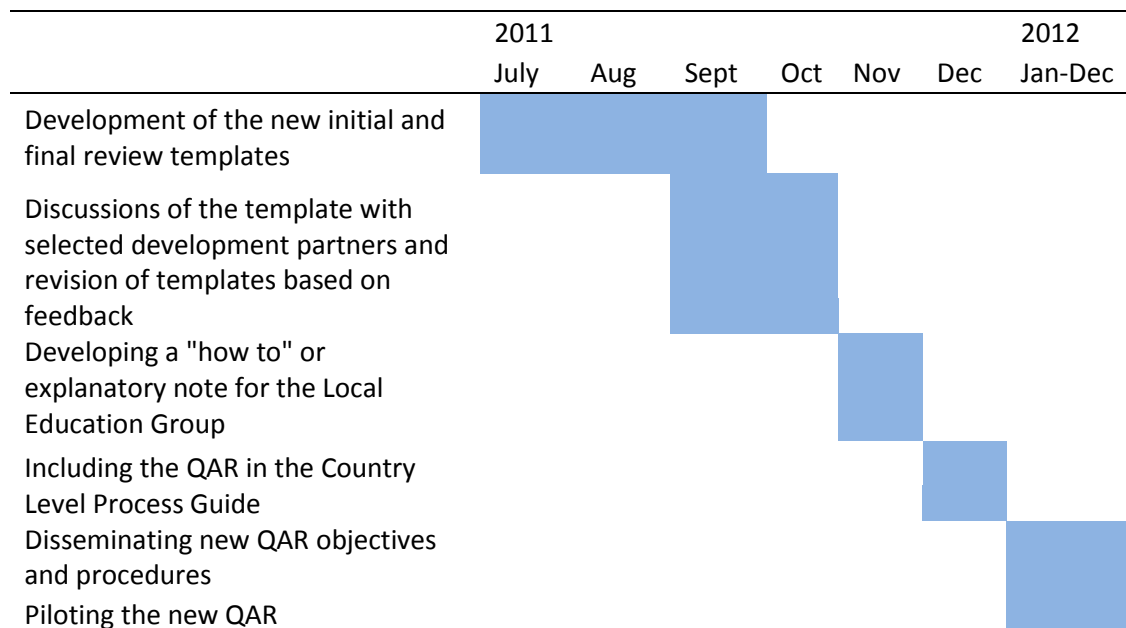 2011 2012
July Aug Sept Oct Nov Dec Jan-Dec
Development of the new initial and
final review templates
Discussions of the template with
selected development partners and
revision of templates based on
feedback
Developing a "how to" or
explanatory note for the Local
Education Group
Including the QAR in the Country
Level Process Guide
Disseminating new QAR objectives
and procedures
Piloting the new QAR